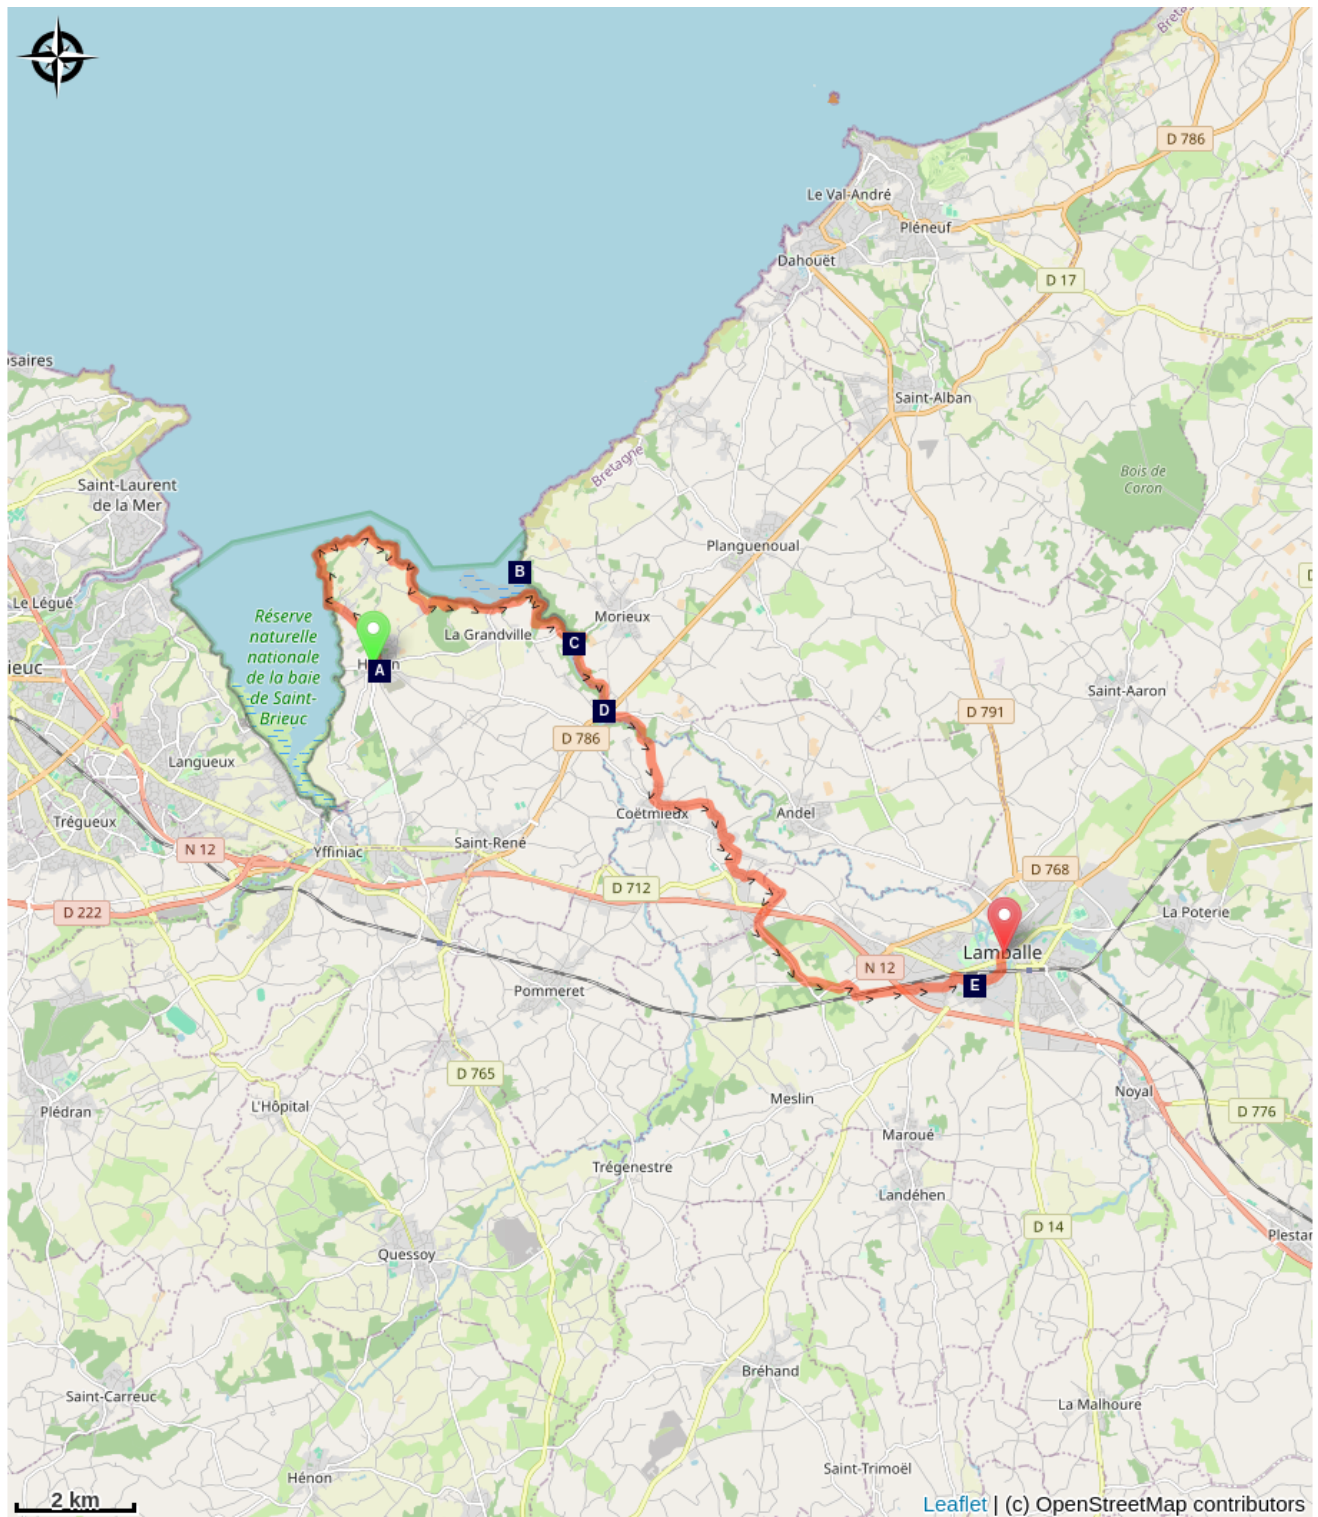 Bretag
D 786
Le Val-André
Pléneuf
Dahouët
D 17
osaires
Saint-Alban
Bretagne
Bois de
Coron
Saint-Laurent
de la Mer
Planguenoual
B
Le Légué
Réserve
naturelle
nationale
de la baie
de Saint-
Brieuc
Morieux
La Grandville
C
ieuc
A
Saint-Aaron
D
D 791
D 786
Langueux
Trégueux
Coëtmieux
Andel
N 12
Yffiniac
Saint-René
D 768
D 712
D 222
La Poterie
Lamballe
N 12
E
Pommeret
D 765
Noyal
Meslin
L'Hôpital
Plédran
D 776
Maroué
Trégenestre
Landéhen
D 14
Plestan
Quessoy
Bréhand
Saint-Carreuc
La Malhoure
Saint-Trimoël
Hénon
2 km
Leaflet | (c) OpenStreetMap contributors